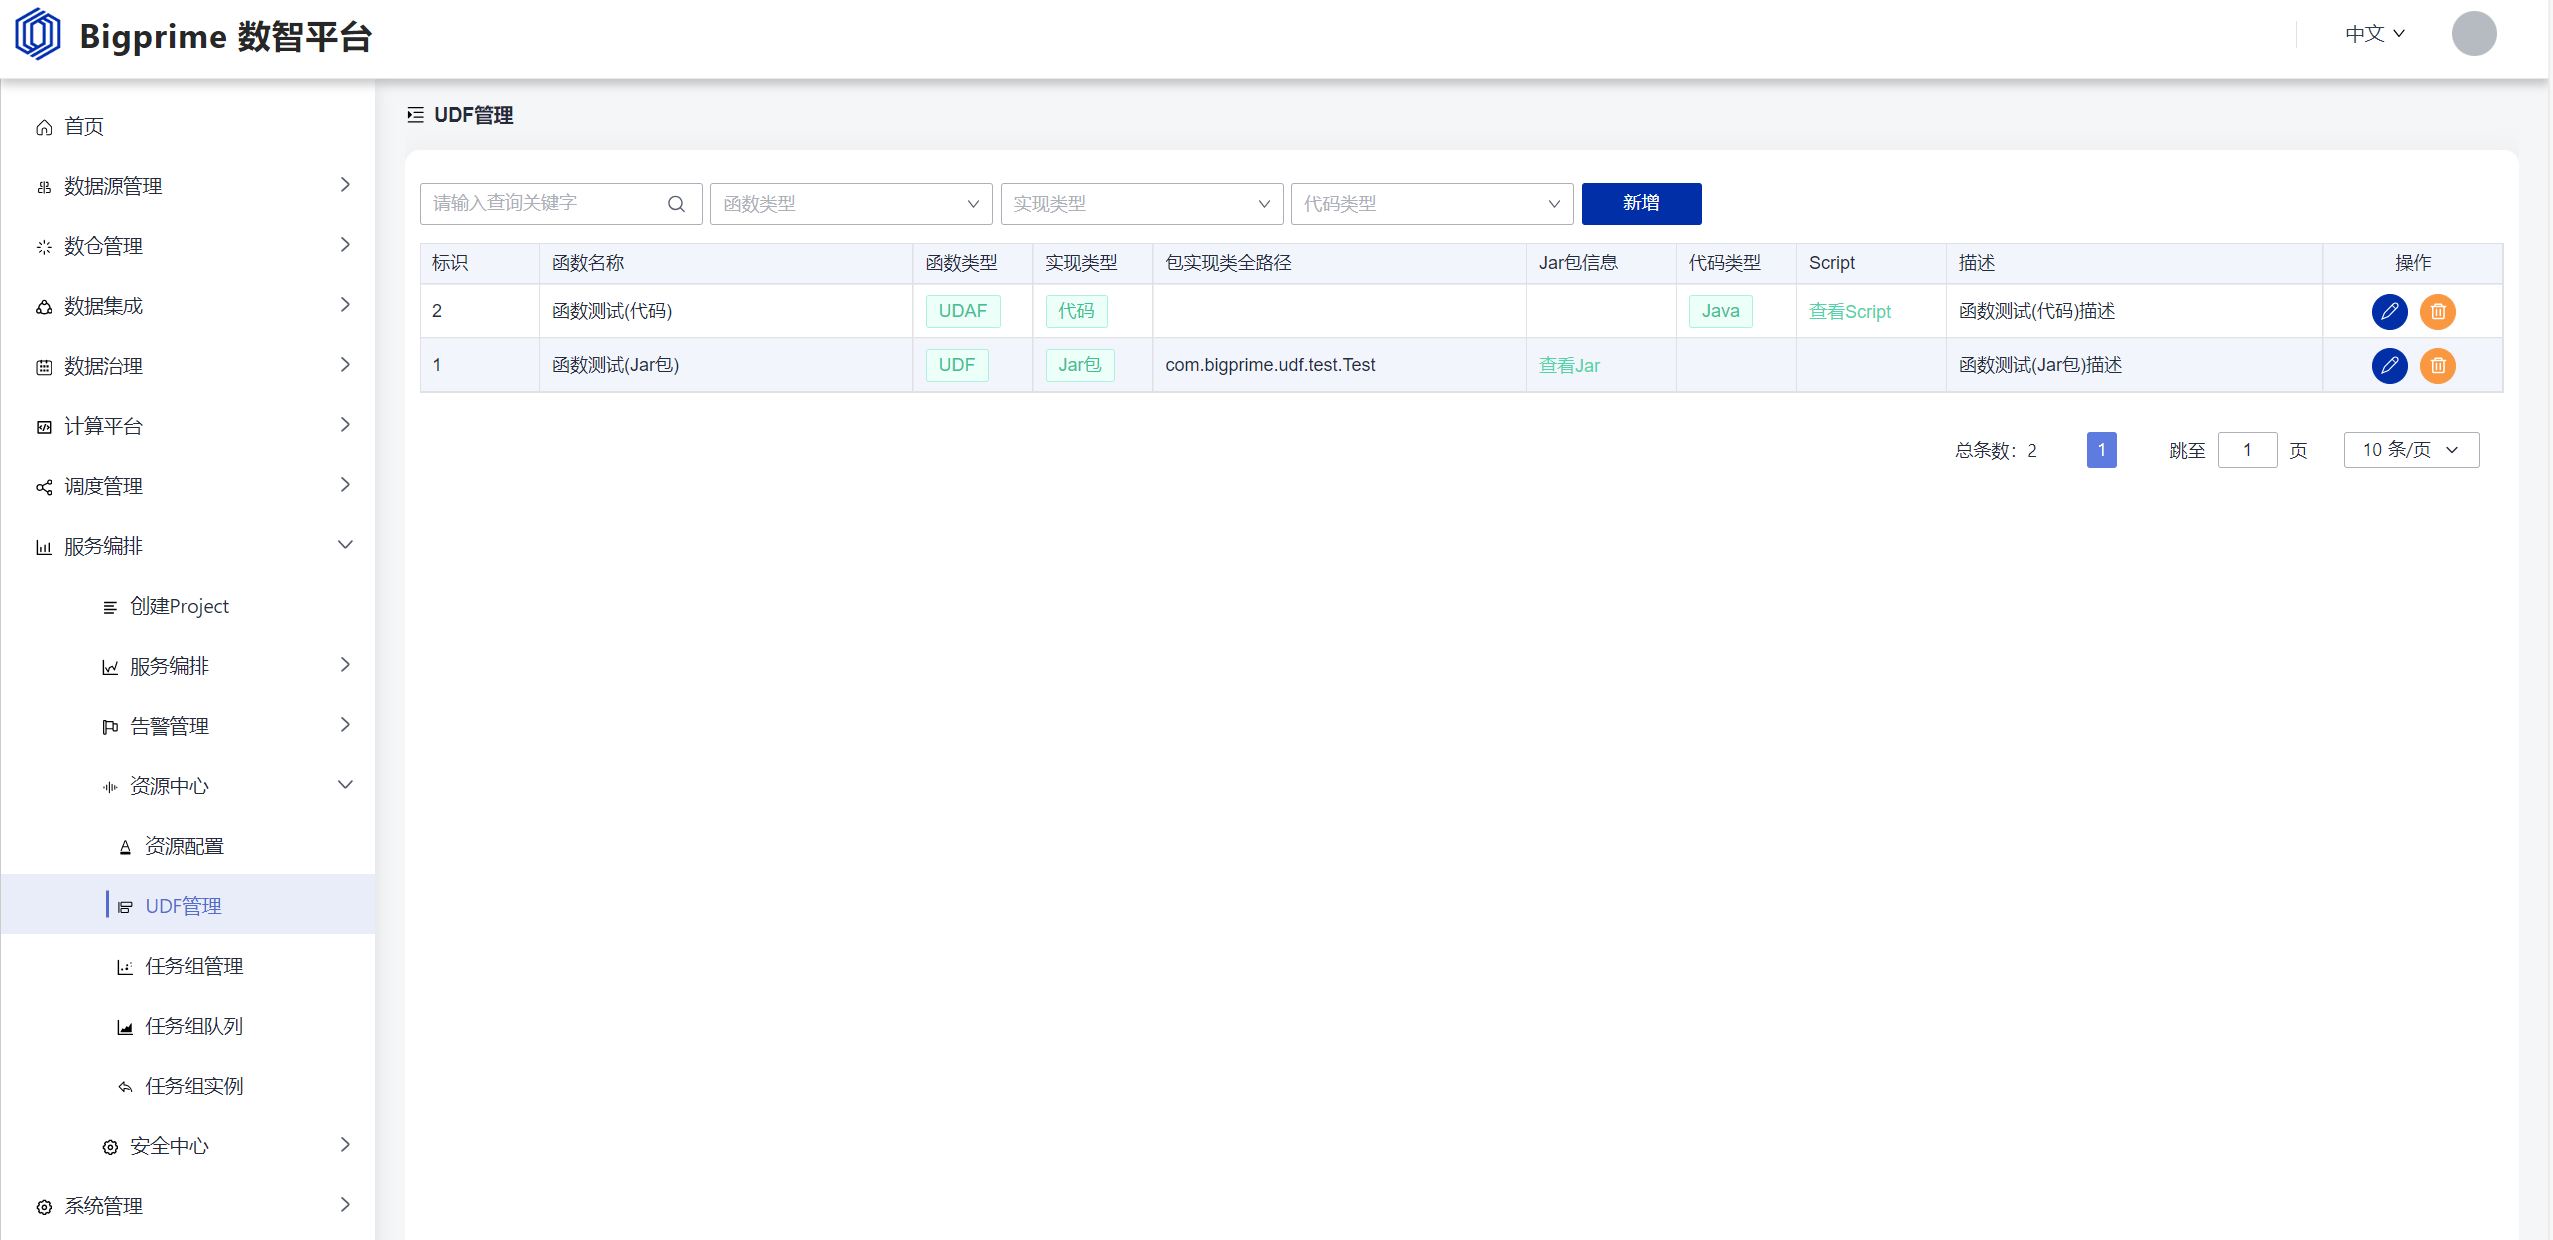 Bigprime 数智平台
中文
首页
数据源管理
数仓管理
数据集成
数据治理
计算平台
调度管理
服务编排
创建Project
服务编排
告警管理
资源中心
资源配置
UDF管理
任务组管理
任务组队列
任务组实例
安全中心
系统管理
UDF管理
请输入查询关键字 函数类型 实现类型 代码类型 新增
标识 函数名称 函数类型 实现类型 包实现类全路径 Jar包信息 代码类型 Script 描述 操作
2 函数测试(代码) UDAF 代码 Java 查看Script 函数测试(代码)描述
1 函数测试(Jar包) UDF Jar包 com.bigprime.udf.test.Test 查看Jar 函数测试(Jar包)描述
总条数：2 1 跳至 1 页 10 条/页